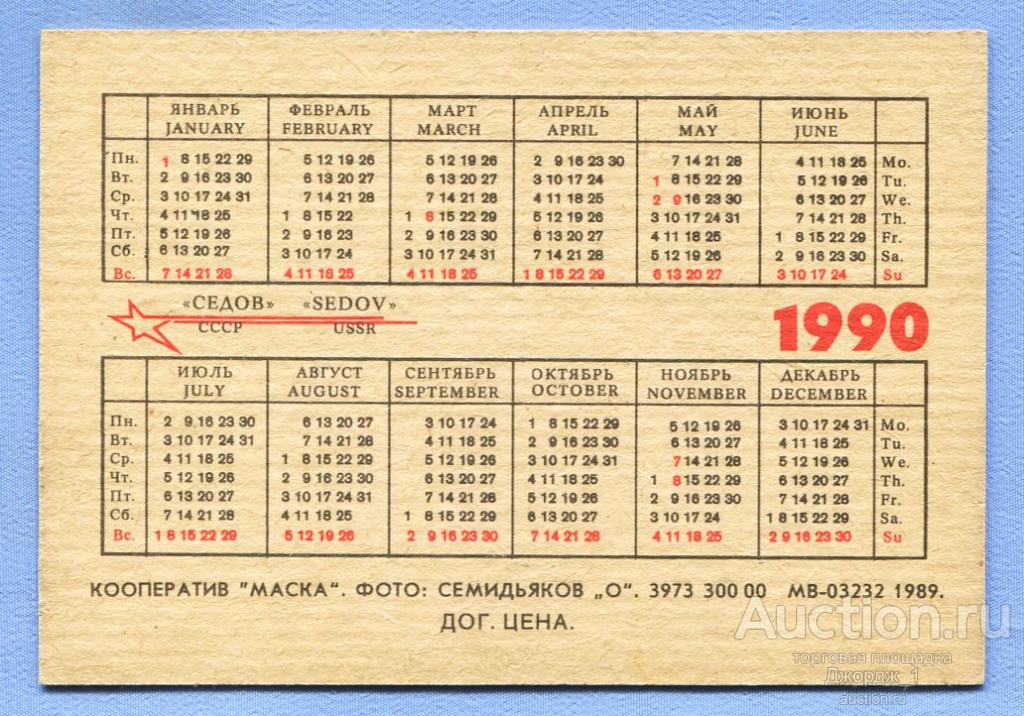 ЯНВАРЬ ФЕВРАЛЬ МАРТ АПРЕЛЬ МАЙ ИЮНЬ
JANUARY FEBRUARY MARCH APRIL MAY JUNE
Пн. 1 8 15 22 29 5 12 19 26 5 12 19 26 2 9 16 23 30 7 14 21 28 4 11 18 25 Mo.
Вт. 2 9 16 23 30 6 13 20 27 6 13 20 27 3 10 17 24 1 8 15 22 29 5 12 19 26 Tu.
Ср. 3 10 17 24 31 7 14 21 28 7 14 21 28 4 11 18 25 2 9 16 23 30 6 13 20 27 We.
Чт. 4 11 18 25 1 8 15 22 1 8 15 22 29 5 12 19 26 3 10 17 24 31 7 14 21 28 Th.
Пт. 5 12 19 26 2 9 16 23 2 9 16 23 30 6 13 20 27 4 11 18 25 1 8 15 22 29 Fr.
Сб. 6 13 20 27 3 10 17 24 3 10 17 24 31 7 14 21 28 5 12 19 26 2 9 16 23 30 Sa.
Вс. 7 14 21 28 4 11 18 25 4 11 18 25 1 8 15 22 29 6 13 20 27 3 10 17 24 Su
«СЕДОВ» «SEDOV»
СССР USSR
1990
ИЮЛЬ АВГУСТ СЕНТЯБРЬ ОКТЯБРЬ НОЯБРЬ ДЕКАБРЬ
JULY AUGUST SEPTEMBER OCTOBER NOVEMBER DECEMBER
Пн. 2 9 16 23 30 6 13 20 27 3 10 17 24 1 8 15 22 29 5 12 19 26 3 10 17 24 31 Mo.
Вт. 3 10 17 24 31 7 14 21 28 4 11 18 25 2 9 16 23 30 6 13 20 27 4 11 18 25 Tu.
Ср. 4 11 18 25 1 8 15 22 29 5 12 19 26 3 10 17 24 31 7 14 21 28 5 12 19 26 We.
Чт. 5 12 19 26 2 9 16 23 30 6 13 20 27 4 11 18 25 1 8 15 22 29 6 13 20 27 Th.
Пт. 6 13 20 27 3 10 17 24 31 7 14 21 28 5 12 19 26 2 9 16 23 30 7 14 21 28 Fr.
Сб. 7 14 21 28 4 11 18 25 1 8 15 22 29 6 13 20 27 3 10 17 24 1 8 15 22 29 Sa.
Вс. 1 8 15 22 29 5 12 19 26 2 9 16 23 30 7 14 21 28 4 11 18 25 2 9 16 23 30 Su
КООПЕРАТИВ "МАСКА". ФОТО: СЕМИДЬЯКОВ „О". 3973 300 00 МВ-03232 1989.
ДОГ. ЦЕНА.
Auction.ru
торговая площадка
Джордж_1
auction.ru